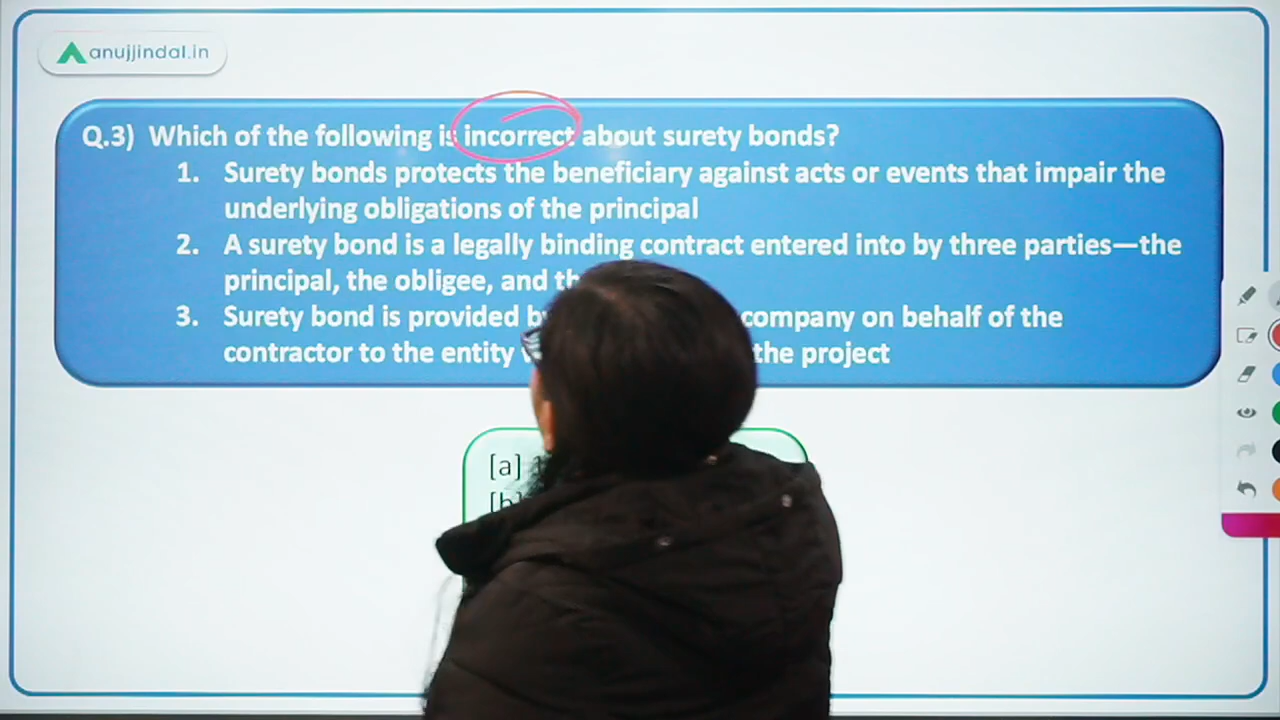 anujjindal.in
Q.3) Which of the following is incorrect about surety bonds?
1. Surety bonds protects the beneficiary against acts or events that impair the
underlying obligations of the principal
2. A surety bond is a legally binding contract entered into by three parties—the
principal, the obligee, and
3. Surety bond is provided company on behalf of the
contractor to the entity the project
[a]
[b]